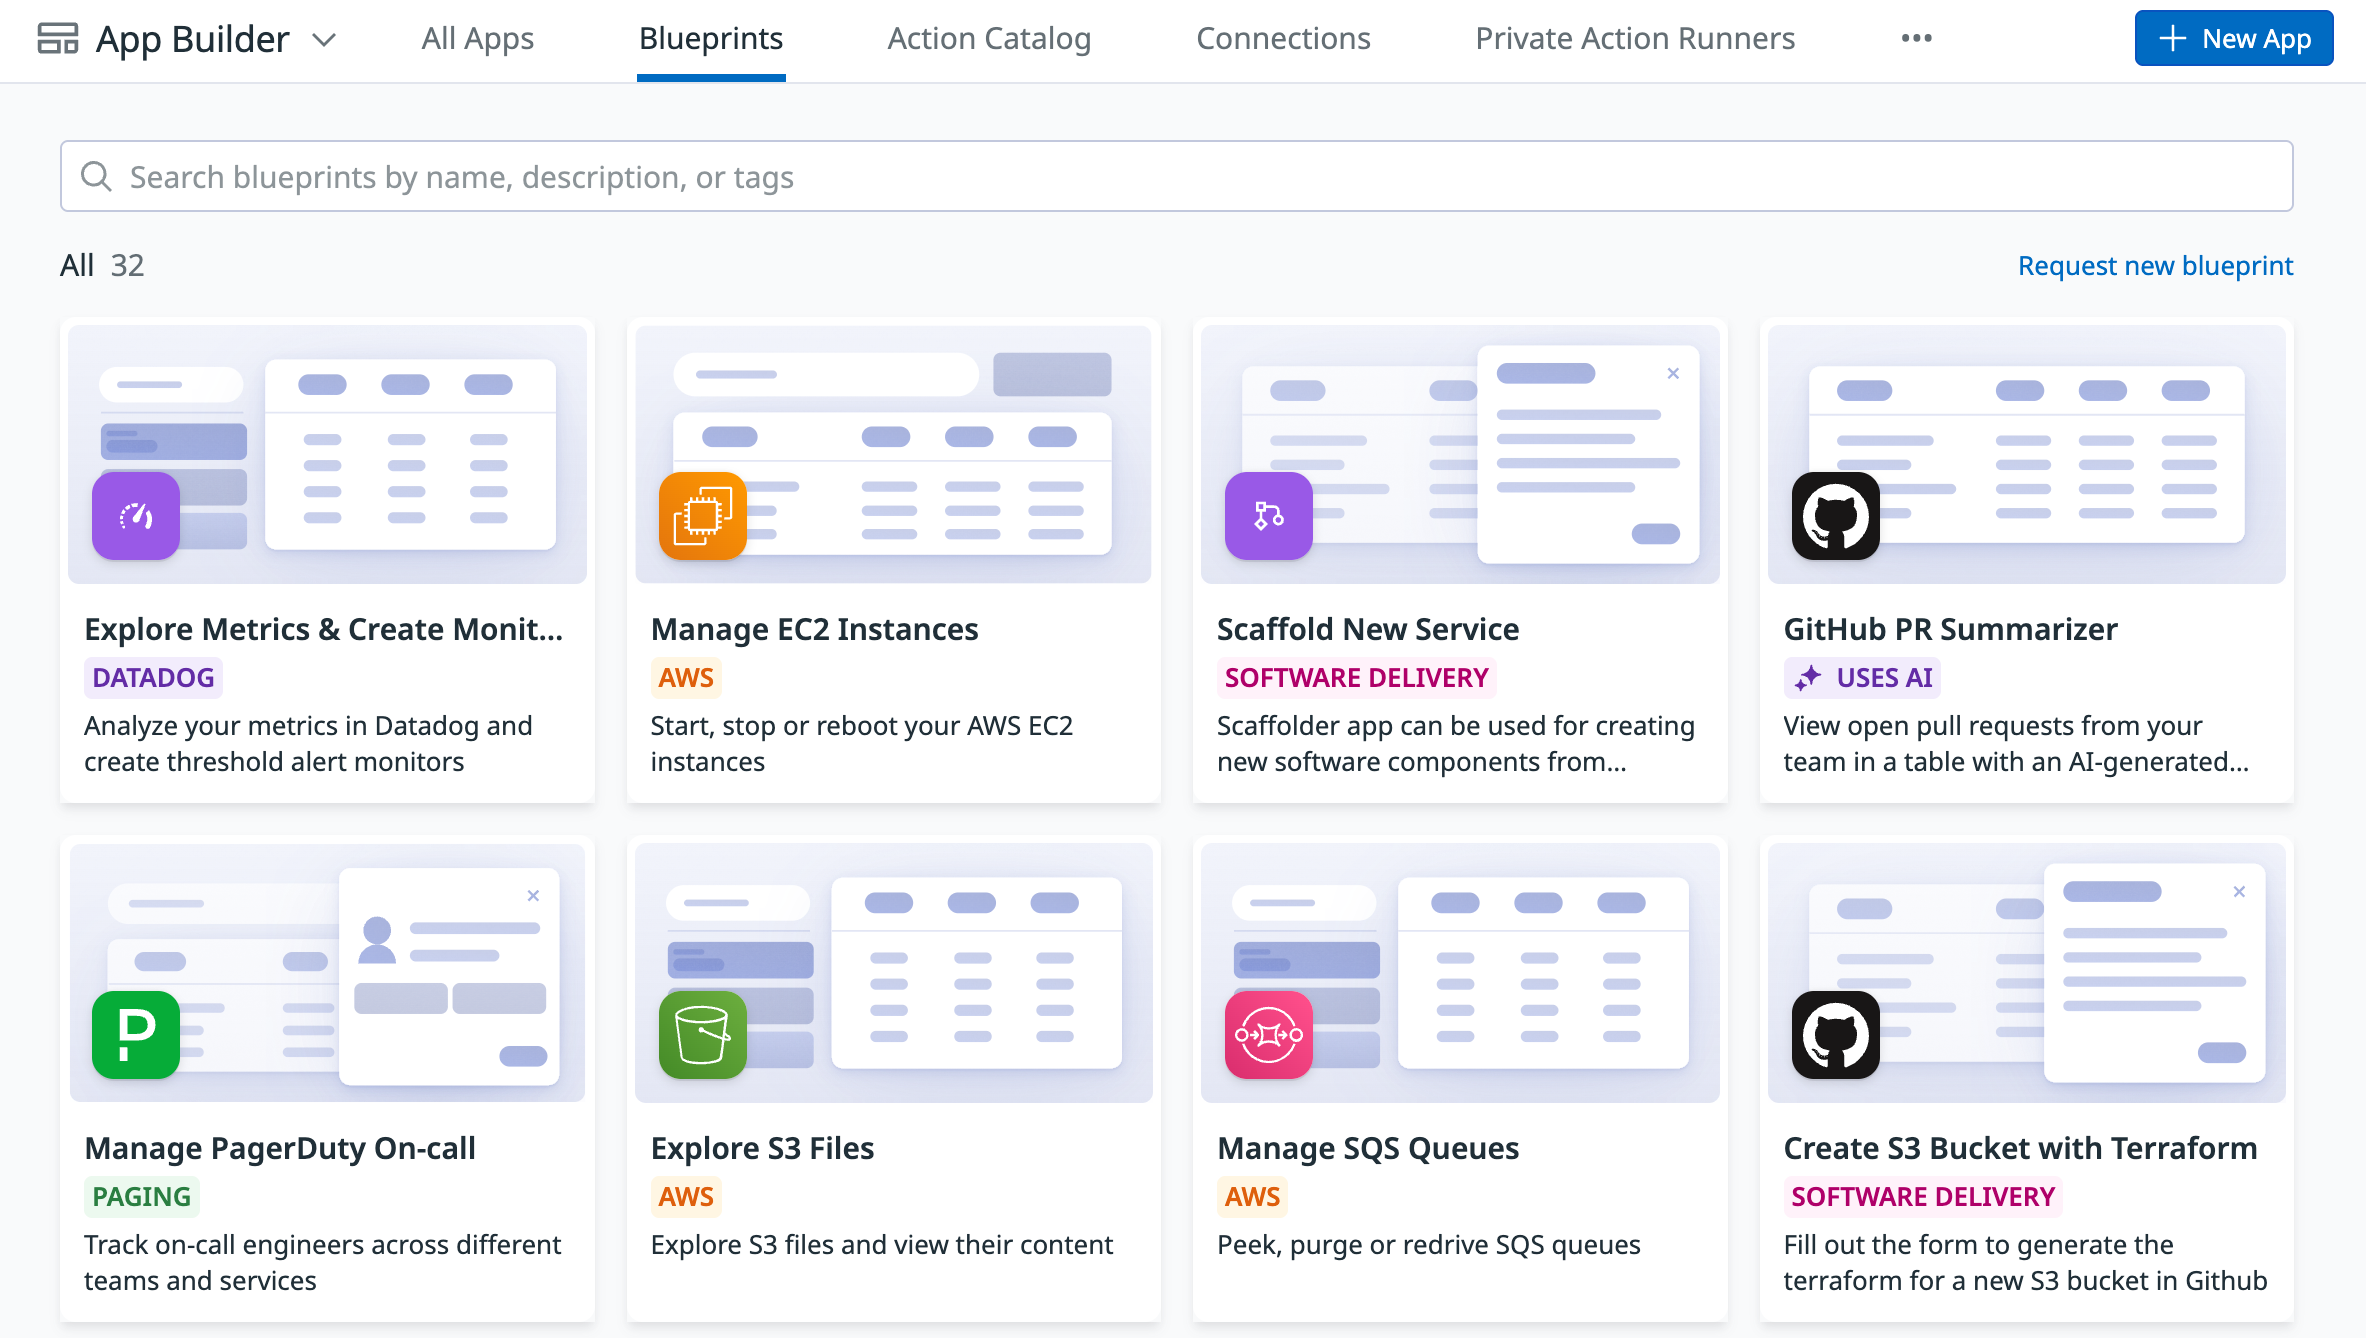 App Builder
All Apps
Blueprints
Action Catalog
Connections
Private Action Runners
New App
Search blueprints by name, description, or tags
All 32
Request new blueprint
Explore Metrics & Create Monit...
DATADOG
Analyze your metrics in Datadog and
create threshold alert monitors
Manage EC2 Instances
AWS
Start, stop or reboot your AWS EC2
instances
Scaffold New Service
SOFTWARE DELIVERY
Scaffolder app can be used for creating
new software components from...
GitHub PR Summarizer
USES AI
View open pull requests from your
team in a table with an AI-generated...
Manage PagerDuty On-call
PAGING
Track on-call engineers across different
teams and services
Explore S3 Files
AWS
Explore S3 files and view their content
Manage SQS Queues
AWS
Peek, purge or redrive SQS queues
Create S3 Bucket with Terraform
SOFTWARE DELIVERY
Fill out the form to generate the
terraform for a new S3 bucket in Github